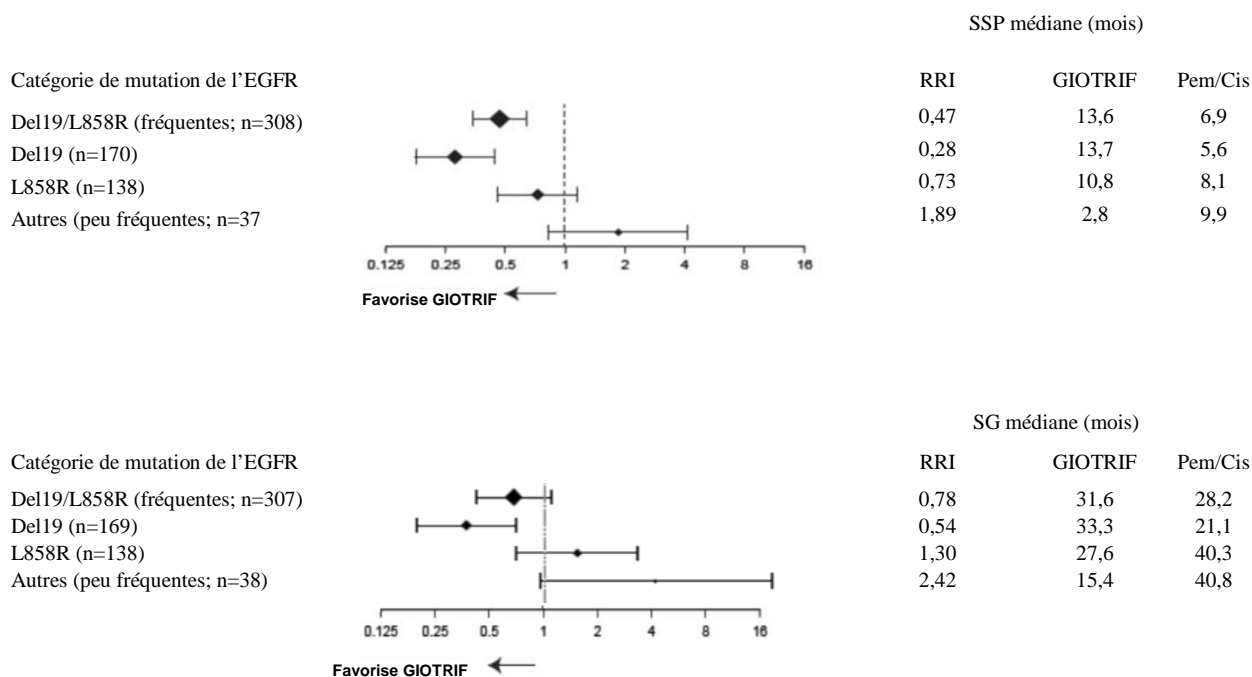 SSP médiane (mois)
Catégorie de mutation de l’EGFR RRI GIOTRIF Pem/Cis
Del19/L858R (fréquentes; n=308) 0,47 13,6 6,9
Del19 (n=170) 0,28 13,7 5,6
L858R (n=138) 0,73 10,8 8,1
Autres (peu fréquentes; n=37 1,89 2,8 9,9
0.125 0.25 0.5 1 2 4 8 16
Favorise GIOTRIF
SG médiane (mois)
Catégorie de mutation de l’EGFR RRI GIOTRIF Pem/Cis
Del19/L858R (fréquentes; n=307) 0,78 31,6 28,2
Del19 (n=169) 0,54 33,3 21,1
L858R (n=138) 1,30 27,6 40,3
Autres (peu fréquentes; n=38) 2,42 15,4 40,8
0.125 0.25 0.5 1 2 4 8 16
Favorise GIOTRIF